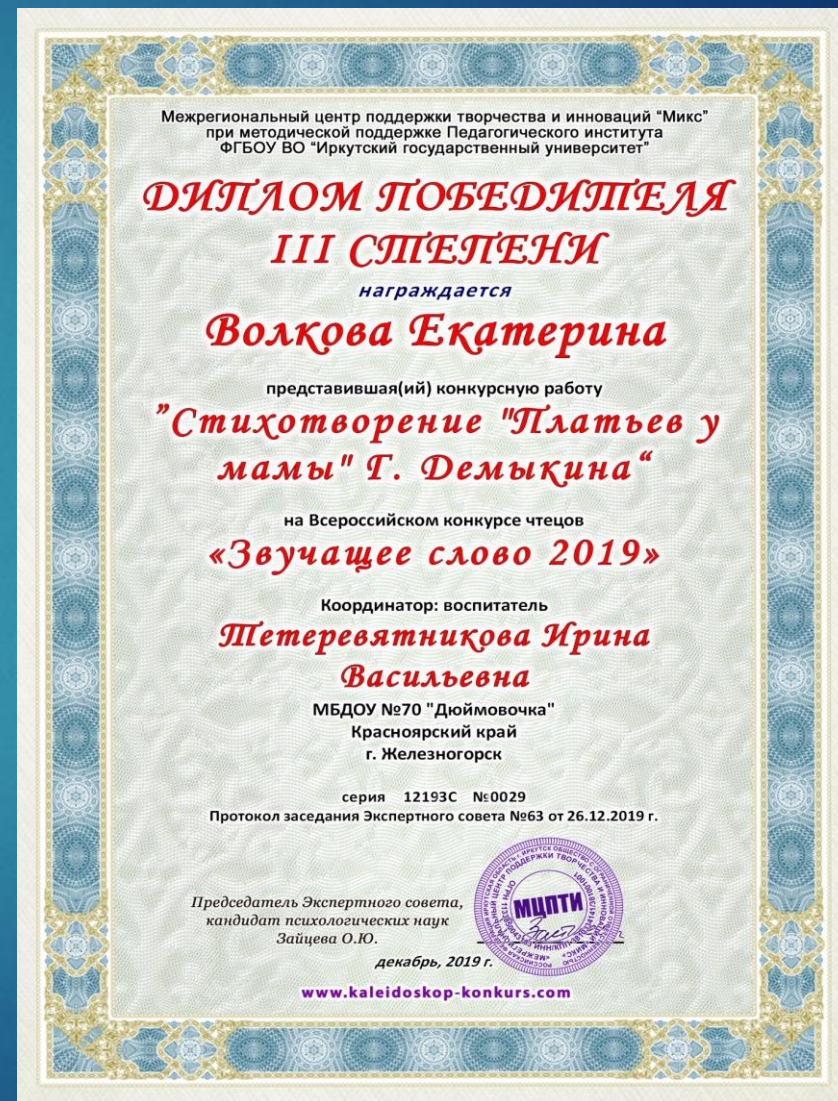 Межрегиональный центр поддержки творчества и инноваций "Микс"
при методической поддержке Педагогического института
ФГБОУ ВО "Иркутский государственный университет"
ДИПЛОМ ПОБЕДИТЕЛЯ
III СТЕПЕНИ
награждается
Волкова Екатерина
представившая(ий) конкурсную работу
"Стихотворение "Платьев у
мамы" Г. Демыкина“
на Всероссийском конкурсе чтецов
«Звучащее слово 2019»
Координатор: воспитатель
Тетеревятникова Ирина
Васильевна
МБДОУ №70 "Дюймовочка"
Красноярский край
г. Железногорск
серия 12193С №0029
Протокол заседания Экспертного совета №63 от 26.12.2019 г.
Председатель Экспертного совета,
кандидат психологических наук
Зайцева О.Ю.
МЦПТИ
декабрь, 2019 г.
www.kaleidoskop-konkurs.com